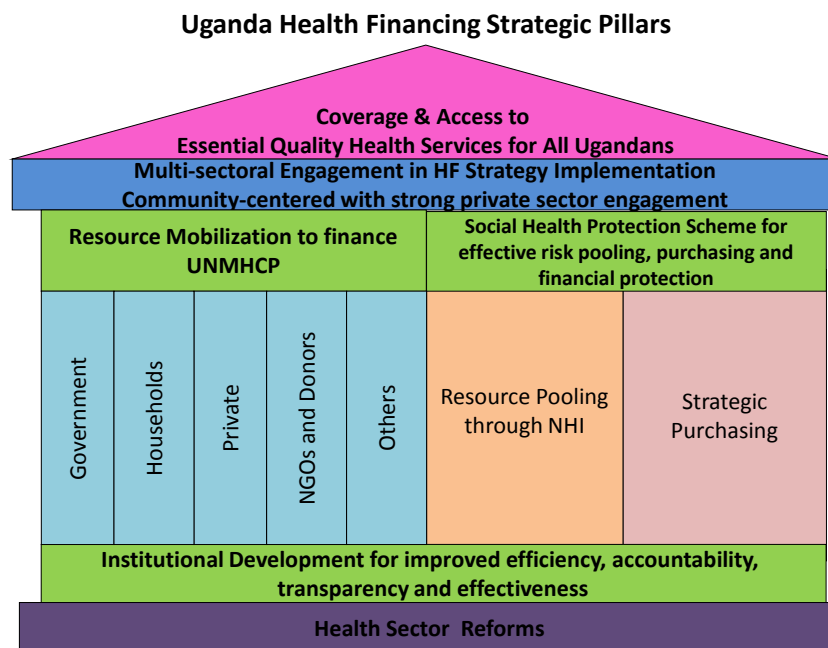 Uganda Health Financing Strategic Pillars
Coverage & Access to
Essential Quality Health Services for All Ugandans
Multi-sectoral Engagement in HF Strategy Implementation
Community-centered with strong private sector engagement
Resource Mobilization to finance
UNMHCP
Social Health Protection Scheme for
effective risk pooling, purchasing and
financial protection
Government
Households
Private
NGOs and Donors
Others
Resource Pooling
through NHI
Strategic
Purchasing
Institutional Development for improved efficiency, accountability,
transparency and effectiveness
Health Sector Reforms